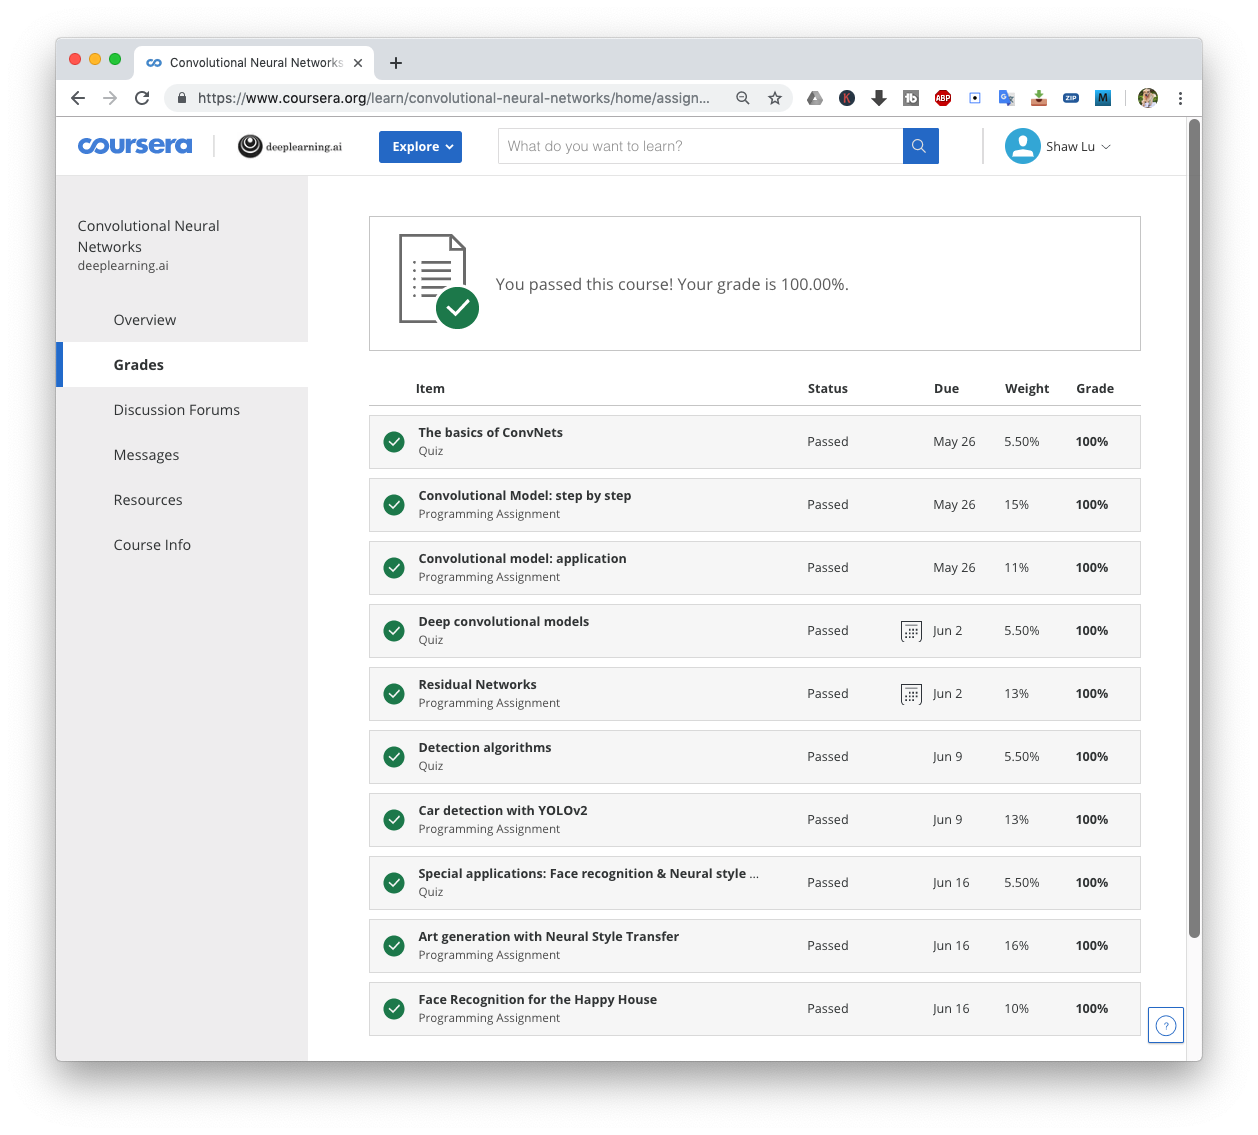 Convolutional Neural Networks
https://www.coursera.org/learn/convolutional-neural-networks/home/assign...
K
tb
ABP
G
ZIP
M
coursera
deeplearning.ai
Explore
What do you want to learn?
Shaw Lu
Convolutional Neural
Networks
deeplearning.ai
Overview
Grades
Discussion Forums
Messages
Resources
Course Info
You passed this course! Your grade is 100.00%.
Item Status Due Weight Grade
The basics of ConvNets
Quiz
Passed May 26 5.50% 100%
Convolutional Model: step by step
Programming Assignment
Passed May 26 15% 100%
Convolutional model: application
Programming Assignment
Passed May 26 11% 100%
Deep convolutional models
Quiz
Passed Jun 2 5.50% 100%
Residual Networks
Programming Assignment
Passed Jun 2 13% 100%
Detection algorithms
Quiz
Passed Jun 9 5.50% 100%
Car detection with YOLOv2
Programming Assignment
Passed Jun 9 13% 100%
Special applications: Face recognition & Neural style ...
Quiz
Passed Jun 16 5.50% 100%
Art generation with Neural Style Transfer
Programming Assignment
Passed Jun 16 16% 100%
Face Recognition for the Happy House
Programming Assignment
Passed Jun 16 10% 100%
?